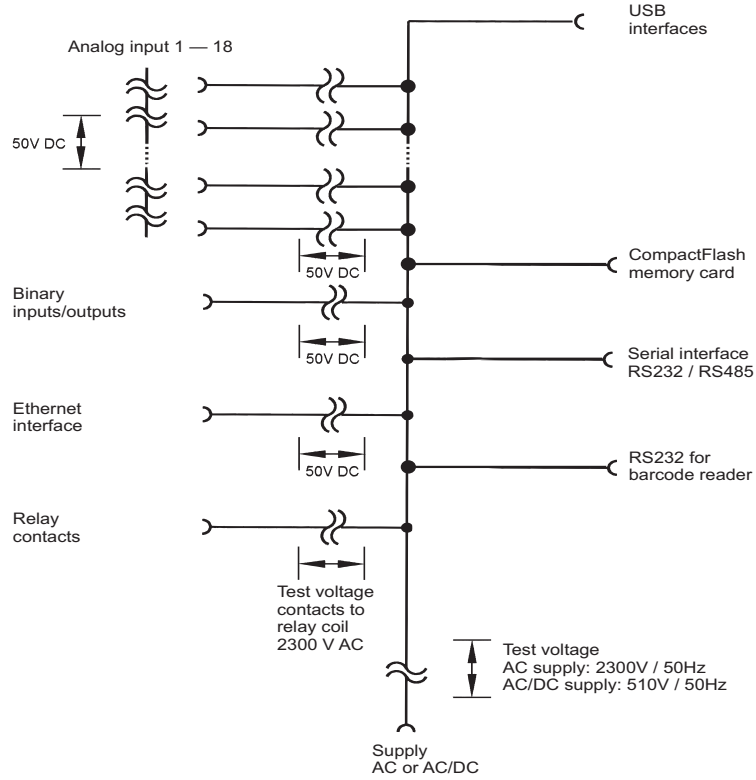 USB
interfaces
Analog input 1 — 18
50V DC
50V DC
CompactFlash
memory card
Binary
inputs/outputs
50V DC
Serial interface
RS232 / RS485
Ethernet
interface
50V DC
RS232 for
barcode reader
Relay
contacts
Test voltage
contacts to
relay coil
2300 V AC
Test voltage
AC supply: 2300V / 50Hz
AC/DC supply: 510V / 50Hz
Supply
AC or AC/DC